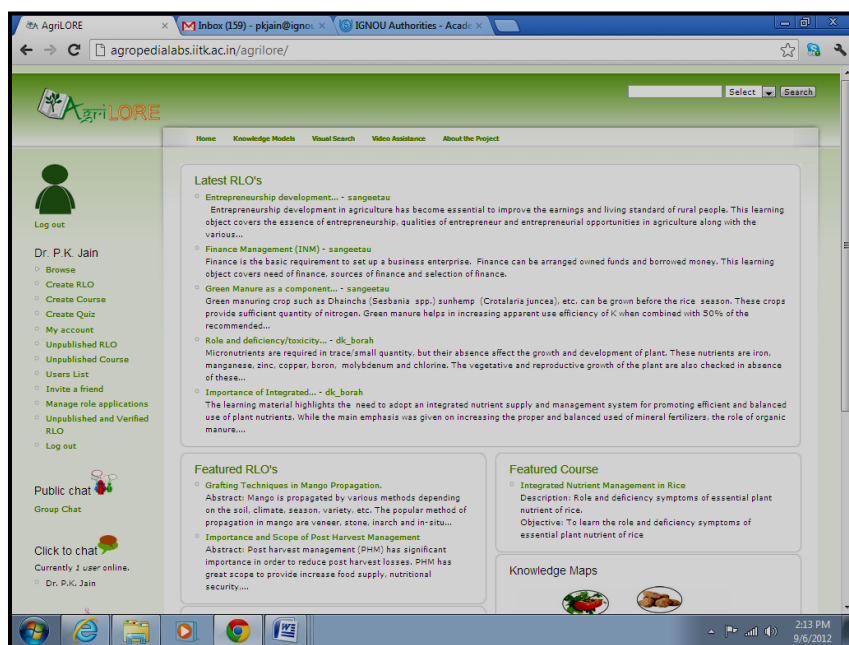 AgriLORE
Inbox (159) - pkjain@ignou
IGNOU Authorities - Acade
agropedialabs.iitk.ac.in/agrilore/
Select
Search
AgriLORE
Home Knowledge Models Visual Search Video Assistance About the Project
Log out
Dr. P.K. Jain
Browse
Create RLO
Create Course
Create Quiz
My account
Unpublished RLO
Unpublished Course
Users List
Invite a friend
Manage role applications
Unpublished and Verified
RLO
Log out
Public chat
Group Chat
Click to chat
Currently 1 user online.
Dr. P.K. Jain
Latest RLO's
Entrepreneurship development... - sangeetau
Entrepreneurship development in agriculture has become essential to improve the earnings and living standard of rural people. This learning
object covers the essence of entrepreneurship, qualities of entrepreneur and entrepreneurial opportunities in agriculture along with the
various...
Finance Management (INM) - sangeetau
Finance is the basic requirement to set up a business enterprise. Finance can be arranged owned funds and borrowed money. This learning
object covers need of finance, sources of finance and selection of finance.
Green Manure as a component... - sangeetau
Green manuring crop such as Dhaincha (Sesbania spp.) sunhemp (Crotalaria juncea), etc. can be grown before the rice season. These crops
provide sufficient quantity of nitrogen. Green manure helps in increasing apparent use efficiency of K when combined with 50% of the
recommended...
Role and deficiency/toxicity... - dk_borah
Micronutrients are required in trace/small quantity, but their absence affect the growth and development of plant. These nutrients are iron,
manganese, zinc, copper, boron, molybdenum and chlorine. The vegetative and reproductive growth of the plant are also checked in absence
of these...
Importance of Integrated... - dk_borah
The learning material highlights the need to adopt an integrated nutrient supply and management system for promoting efficient and balanced
use of plant nutrients. While the main emphasis was given on increasing the proper and balanced used of mineral fertilizers, the role of organic
manure....
Featured RLO's
Grafting Techniques in Mango Propagation.
Abstract: Mango is propagated by various methods depending
on the soil, climate, season, variety, etc. The popular method of
propagation in mango are veneer, stone, inarch and in-situ...
Importance and Scope of Post Harvest Management
Abstract: Post harvest management (PHM) has significant
importance in order to reduce post harvest losses. PHM has
great scope to provide increase food supply, nutritional
security,...
Featured Course
Integrated Nutrient Management in Rice
Description: Role and deficiency symptoms of essential plant
nutrient of rice.
Objective: To learn the role and deficiency symptoms of
essential plant nutrient of rice
Knowledge Maps
2:13 PM
9/6/2012